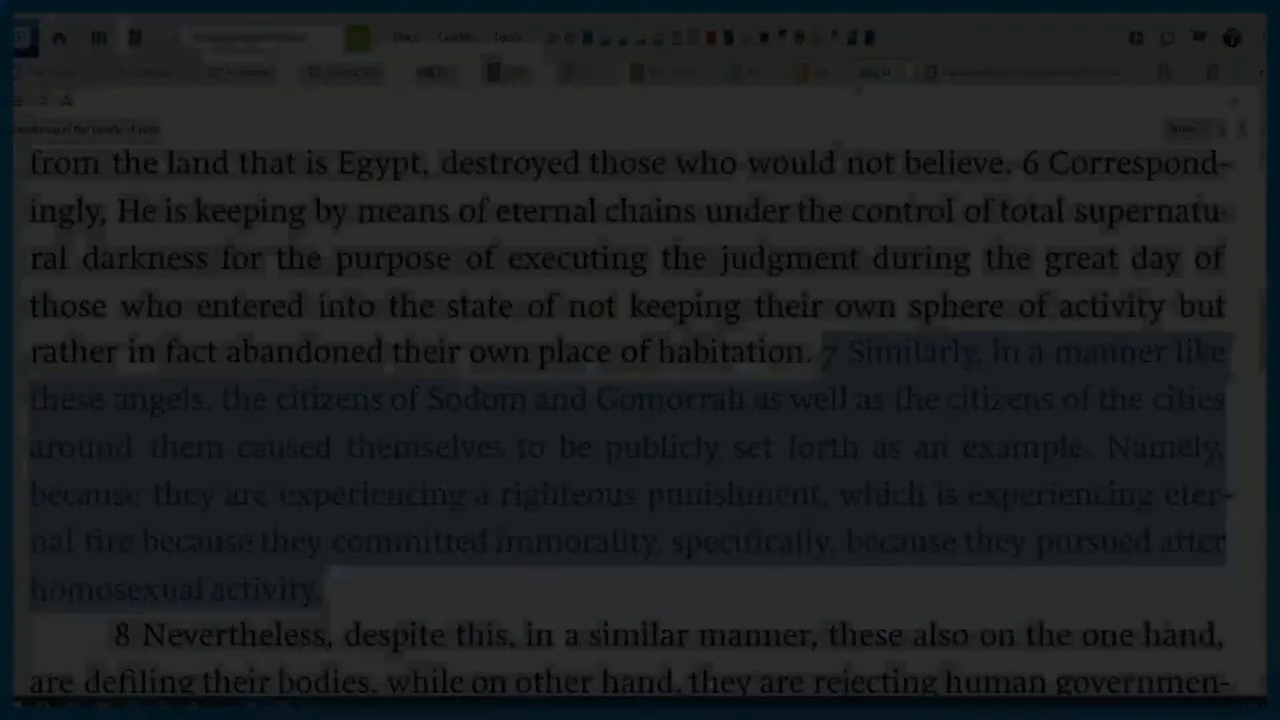 Docs Guides Tools
from the land that is Egypt, destroyed those who would not believe. 6 Correspond-
ingly, He is keeping by means of eternal chains under the control of total supernatu-
ral darkness for the purpose of executing the judgment during the great day of
those who entered into the state of not keeping their own sphere of activity but
rather in fact abandoned their own place of habitation. 7 Similarly, in a manner like
these angels, the citizens of Sodom and Gomorrah as well as the citizens of the cities
around them caused themselves to be publicly set forth as an example. Namely,
because they are experiencing a righteous punishment, which is experiencing eter-
nal fire because they committed immorality, specifically, because they pursued after
homosexual activity.
8 Nevertheless, despite this, in a similar manner, these also on the one hand,
are defiling their bodies, while on other hand, they are rejecting human governmen-